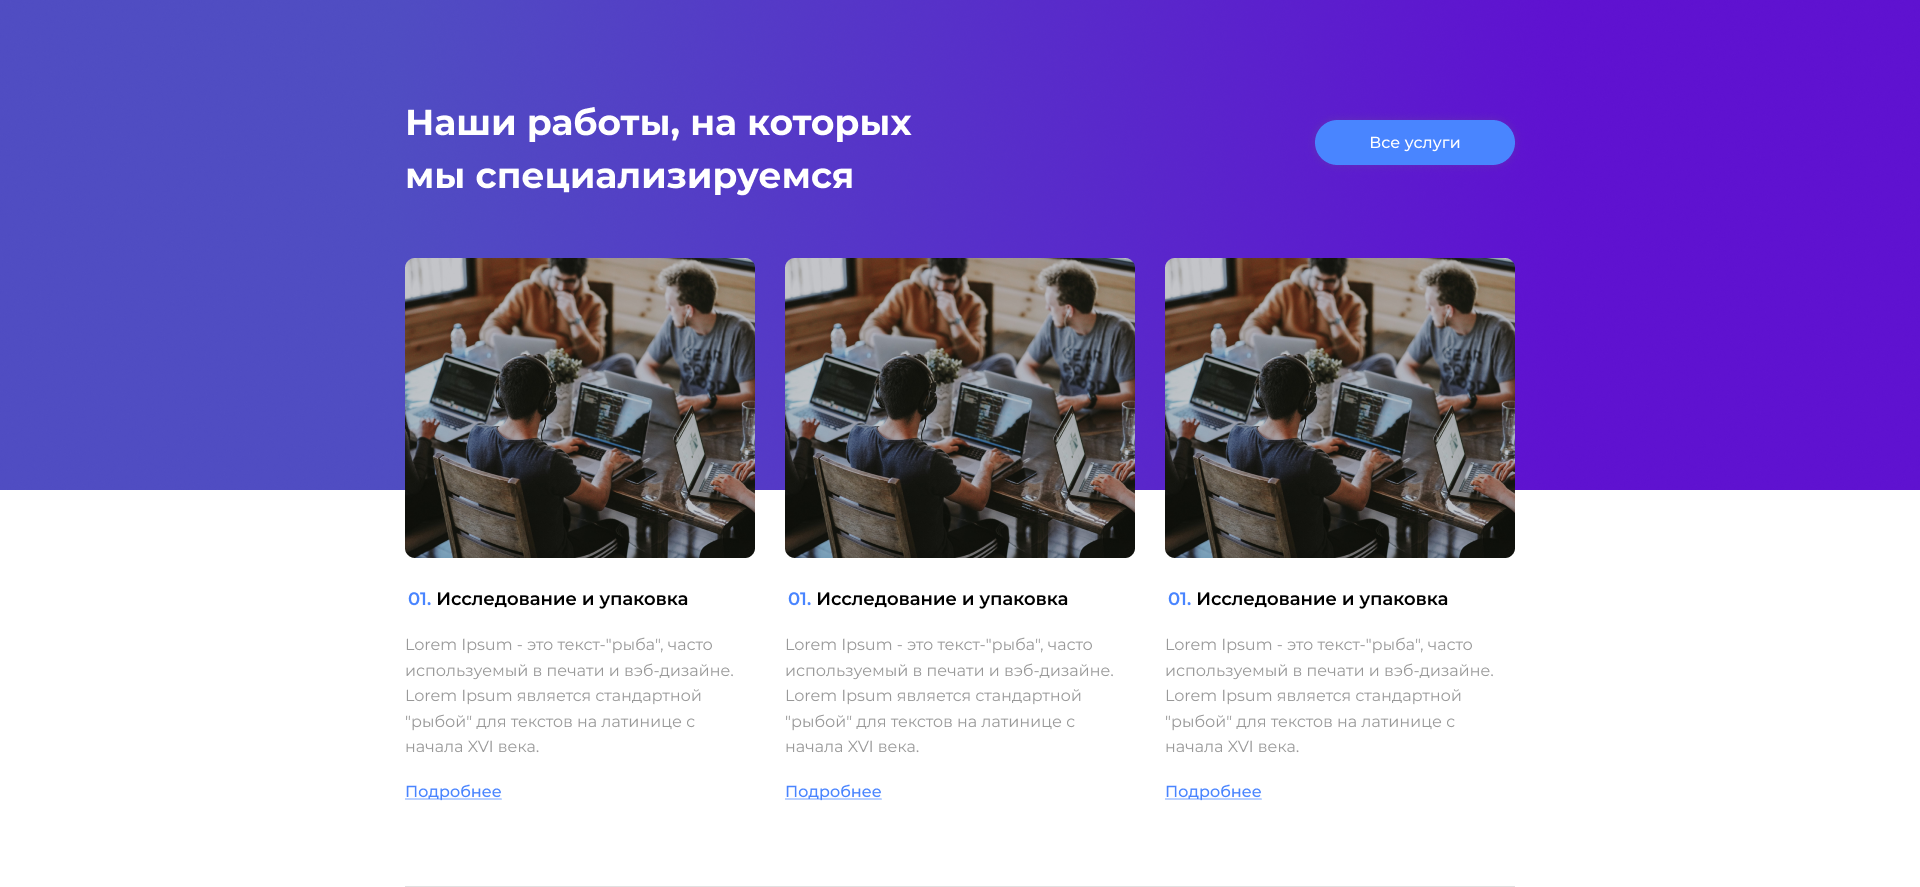 Наши работы, на которых
мы специализируемся
Все услуги
01. Исследование и упаковка
Lorem Ipsum - это текст-"рыба", часто
используемый в печати и вэб-дизайне.
Lorem Ipsum является стандартной
"рыбой" для текстов на латинице с
начала XVI века.
Подробнее
01. Исследование и упаковка
Lorem Ipsum - это текст-"рыба", часто
используемый в печати и вэб-дизайне.
Lorem Ipsum является стандартной
"рыбой" для текстов на латинице с
начала XVI века.
Подробнее
01. Исследование и упаковка
Lorem Ipsum - это текст-"рыба", часто
используемый в печати и вэб-дизайне.
Lorem Ipsum является стандартной
"рыбой" для текстов на латинице с
начала XVI века.
Подробнее